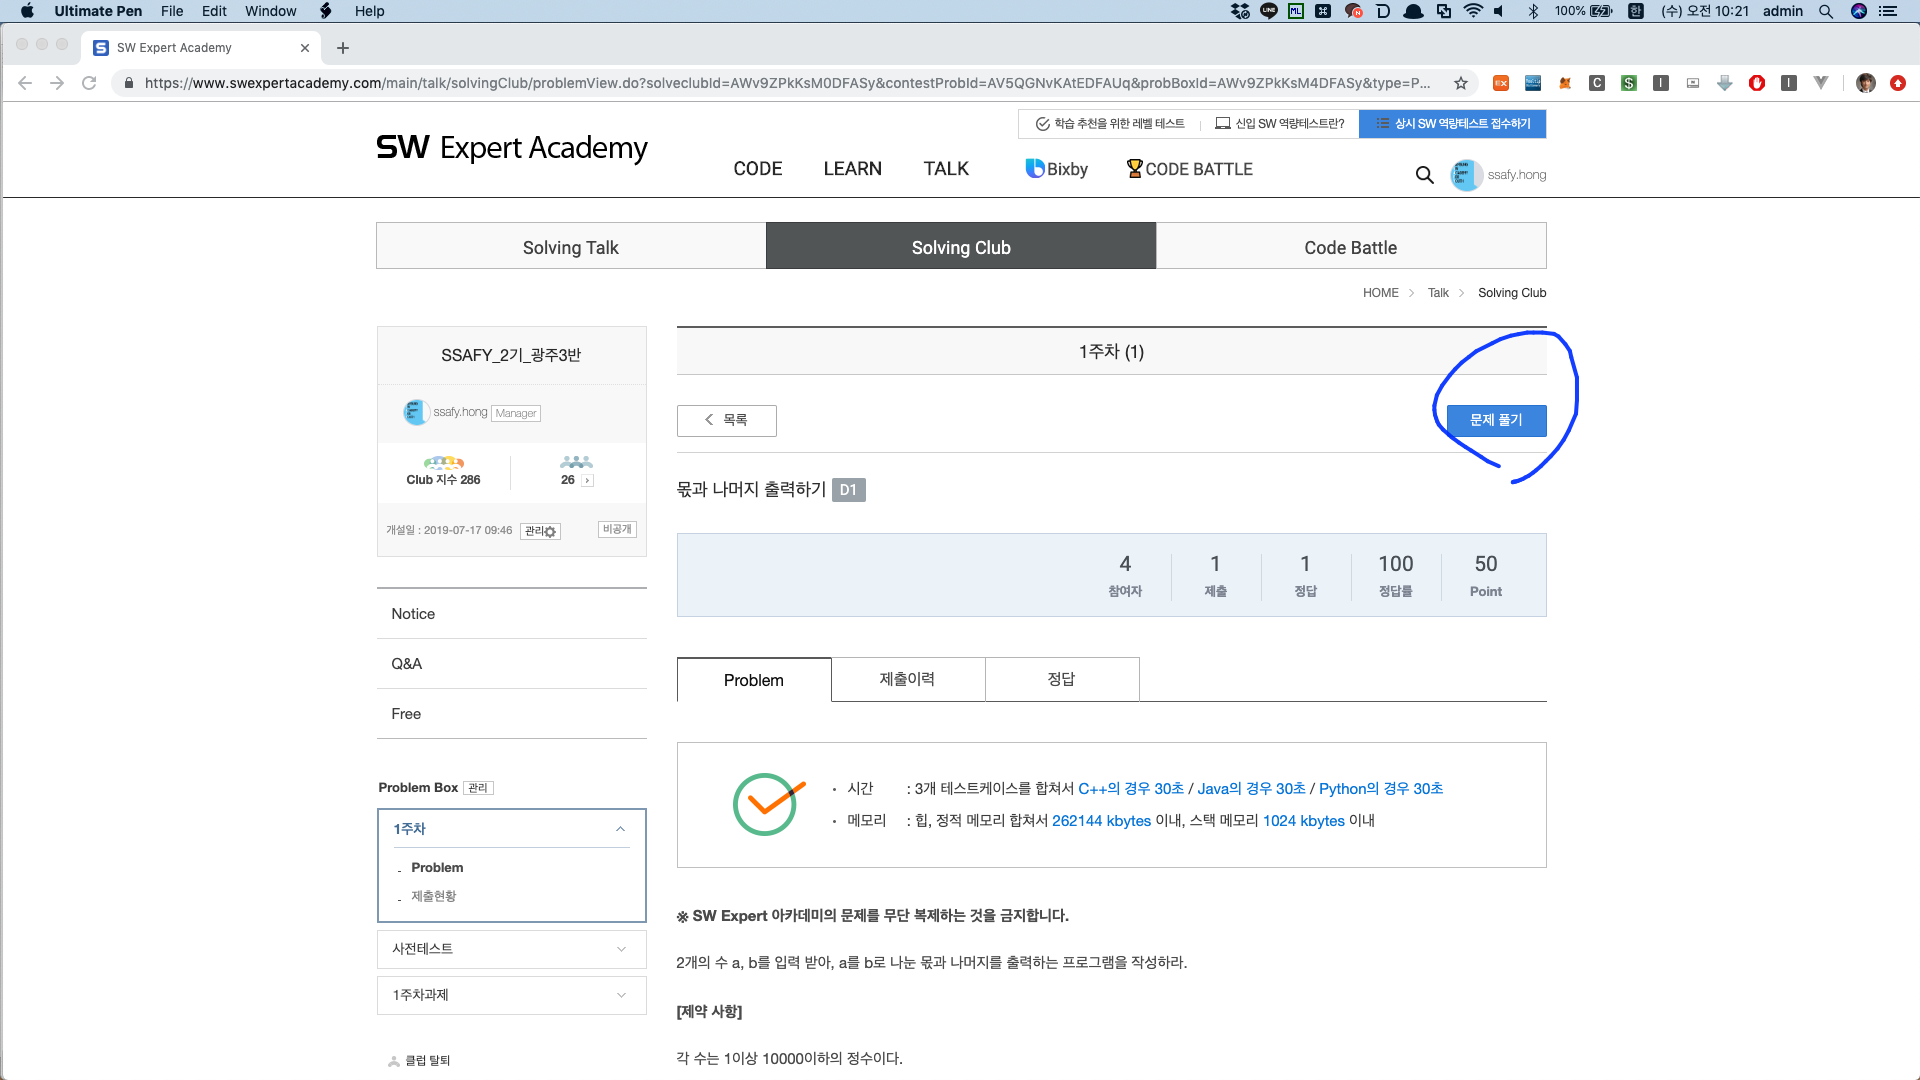 Ultimate Pen File Edit Window Help 100% 한 (수) 오전 10:21 admin
SW Expert Academy
https://www.swexpertacademy.com/main/talk/solvingClub/problemView.do?solveclubId=AWv9ZPkKsM0DFASy&contestProbId=AV5QGNvKAtEDFAUq&probBoxId=AWv9ZPkKsM4DFASy&type=P...
학습 추천을 위한 레벨 테스트 신입 SW 역량테스트란? 상시 SW 역량테스트 접수하기
SW Expert Academy
CODE LEARN TALK Bixby CODE BATTLE
ssafy.hong
Solving Talk Solving Club Code Battle
HOME Talk Solving Club
SSAFY_2기_광주3반
ssafy.hong Manager
Club 지수 286 26
개설일 : 2019-07-17 09:46 관리 비공개
Notice
Q&A
Free
Problem Box 관리
1주차
Problem
제출현황
사전테스트
1주차과제
클럽 탈퇴
1주차 (1)
목록 문제 풀기
몫과 나머지 출력하기 D1
4 1 1 100 50
참여자 제출 정답 정답률 Point
Problem 제출이력 정답
· 시간 : 3개 테스트케이스를 합쳐서 C++의 경우 30초 / Java의 경우 30초 / Python의 경우 30초
· 메모리 : 힙, 정적 메모리 합쳐서 262144 kbytes 이내, 스택 메모리 1024 kbytes 이내
※ SW Expert 아카데미의 문제를 무단 복제하는 것을 금지합니다.
2개의 수 a, b를 입력 받아, a를 b로 나눈 몫과 나머지를 출력하는 프로그램을 작성하라.
[제약 사항]
각 수는 1이상 10000이하의 정수이다.